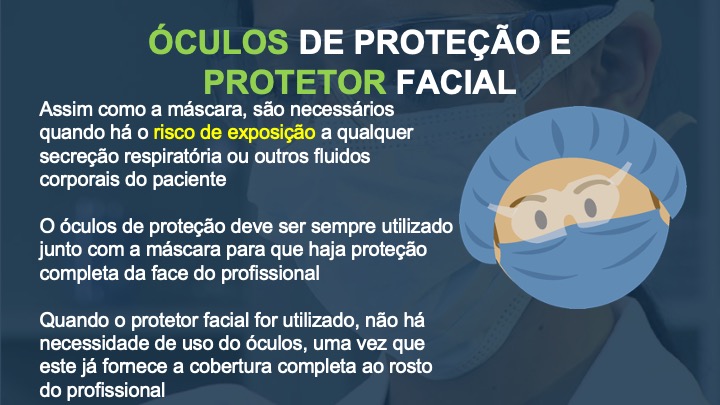 ÓCULOS DE PROTEÇÃO E
PROTETOR FACIAL
Assim como a máscara, são necessários
quando há o risco de exposição a qualquer
secreção respiratória ou outros fluidos
corporais do paciente
O óculos de proteção deve ser sempre utilizado
junto com a máscara para que haja proteção
completa da face do profissional
Quando o protetor facial for utilizado, não há
necessidade de uso do óculos, uma vez que
este já fornece a cobertura completa ao rosto
do profissional